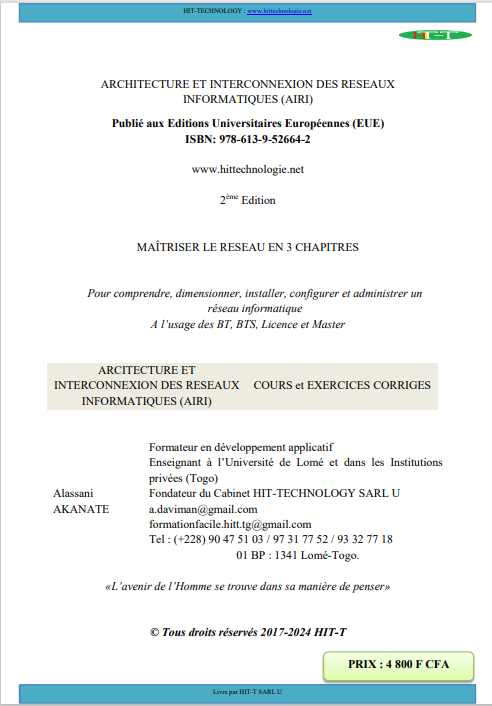 HIT-TECHNOLOGY : www.hittechnologie.net
ARCHITECTURE ET INTERCONNEXION DES RESEAUX
INFORMATIQUES (AIRI)
Publié aux Editions Universitaires Européennes (EUE)
ISBN: 978-613-9-52664-2
www.hittechnologie.net
2ème Edition
MAÎTRISER LE RESEAU EN 3 CHAPITRES
Pour comprendre, dimensionner, installer, configurer et administrer un
réseau informatique
A l’usage des BT, BTS, Licence et Master
ARCITECTURE ET
INTERCONNEXION DES RESEAUX
INFORMATIQUES (AIRI)
COURS et EXERCICES CORRIGES
Alassani
AKANATE
Formateur en développement applicatif
Enseignant à l’Université de Lomé et dans les Institutions
privées (Togo)
Fondateur du Cabinet HIT-TECHNOLOGY SARL U
a.daviman@gmail.com
formationfacile.hitt.tg@gmail.com
Tel : (+228) 90 47 51 03 / 97 31 77 52 / 93 32 77 18
01 BP : 1341 Lomé-Togo.
«L’avenir de l’Homme se trouve dans sa manière de penser»
© Tous droits réservés 2017-2024 HIT-T
PRIX : 4 800 F CFA
Livre par HIT-T SARL U